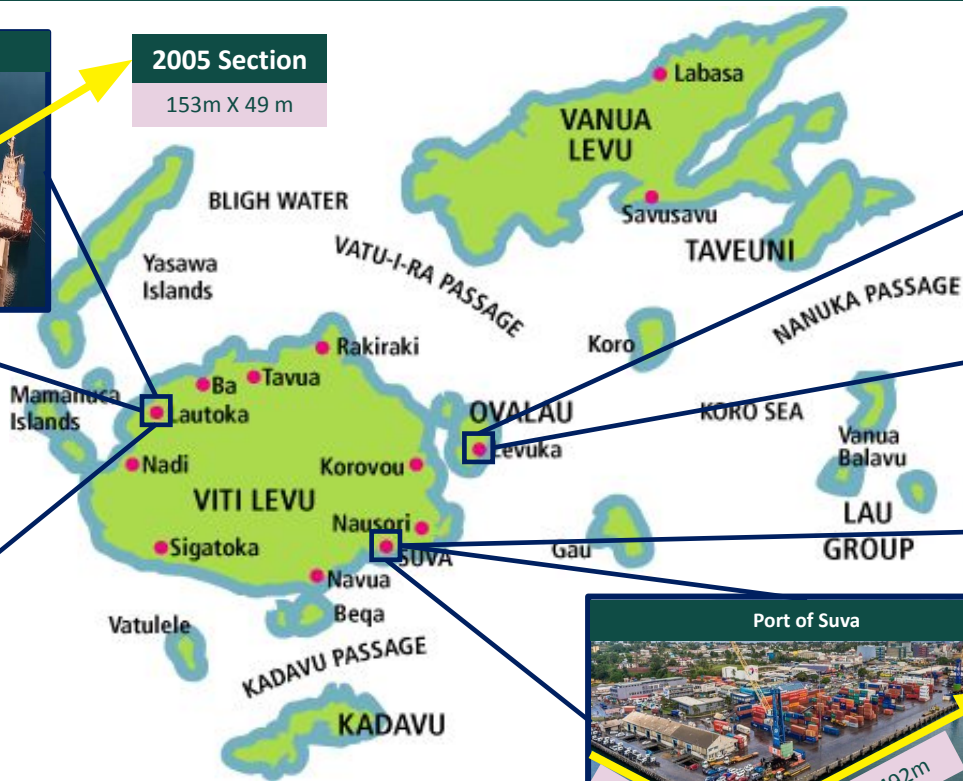 2005 Section
153m X 49 m
Labasa
VANUA
LEVU
BLIGH WATER
Savusavu
TAVEUNI
VATU-I-RA PASSAGE
Yasawa
Islands
NANUKA PASSAGE
Koro
Rakiraki
Ba
Tavua
Mamanuca
Islands
Lautoka
OVALAU
KORO SEA
Levuka
Vanua
Balavu
Nadi
Korovou
VITI LEVU
LAU
GROUP
Nausori
SUVA
Gau
Sigatoka
Navua
Beqa
Vatulele
KADAVU PASSAGE
KADAVU
Port of Suva